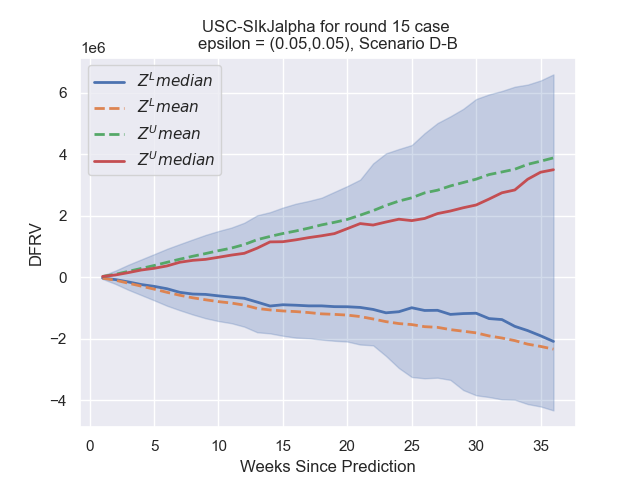 USC-SIkJalpha for round 15 case
epsilon = (0.05,0.05), Scenario D-B
1e6
Z^L median
Z^L mean
Z^U mean
Z^U median
6
4
2
0
−2
−4
DFRV
0 5 10 15 20 25 30 35
Weeks Since Prediction